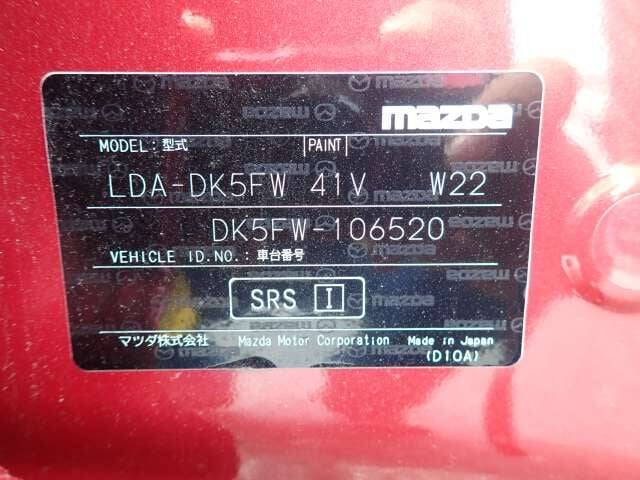 mazda
MODEL:型式 PAINT
LDA-DK5FW 41V W22
DK5FW-106520
VEHICLE ID.NO.:車台番号
SRS I
マツダ株式会社 Mazda Motor Corporation Made in Japan
(D10A)